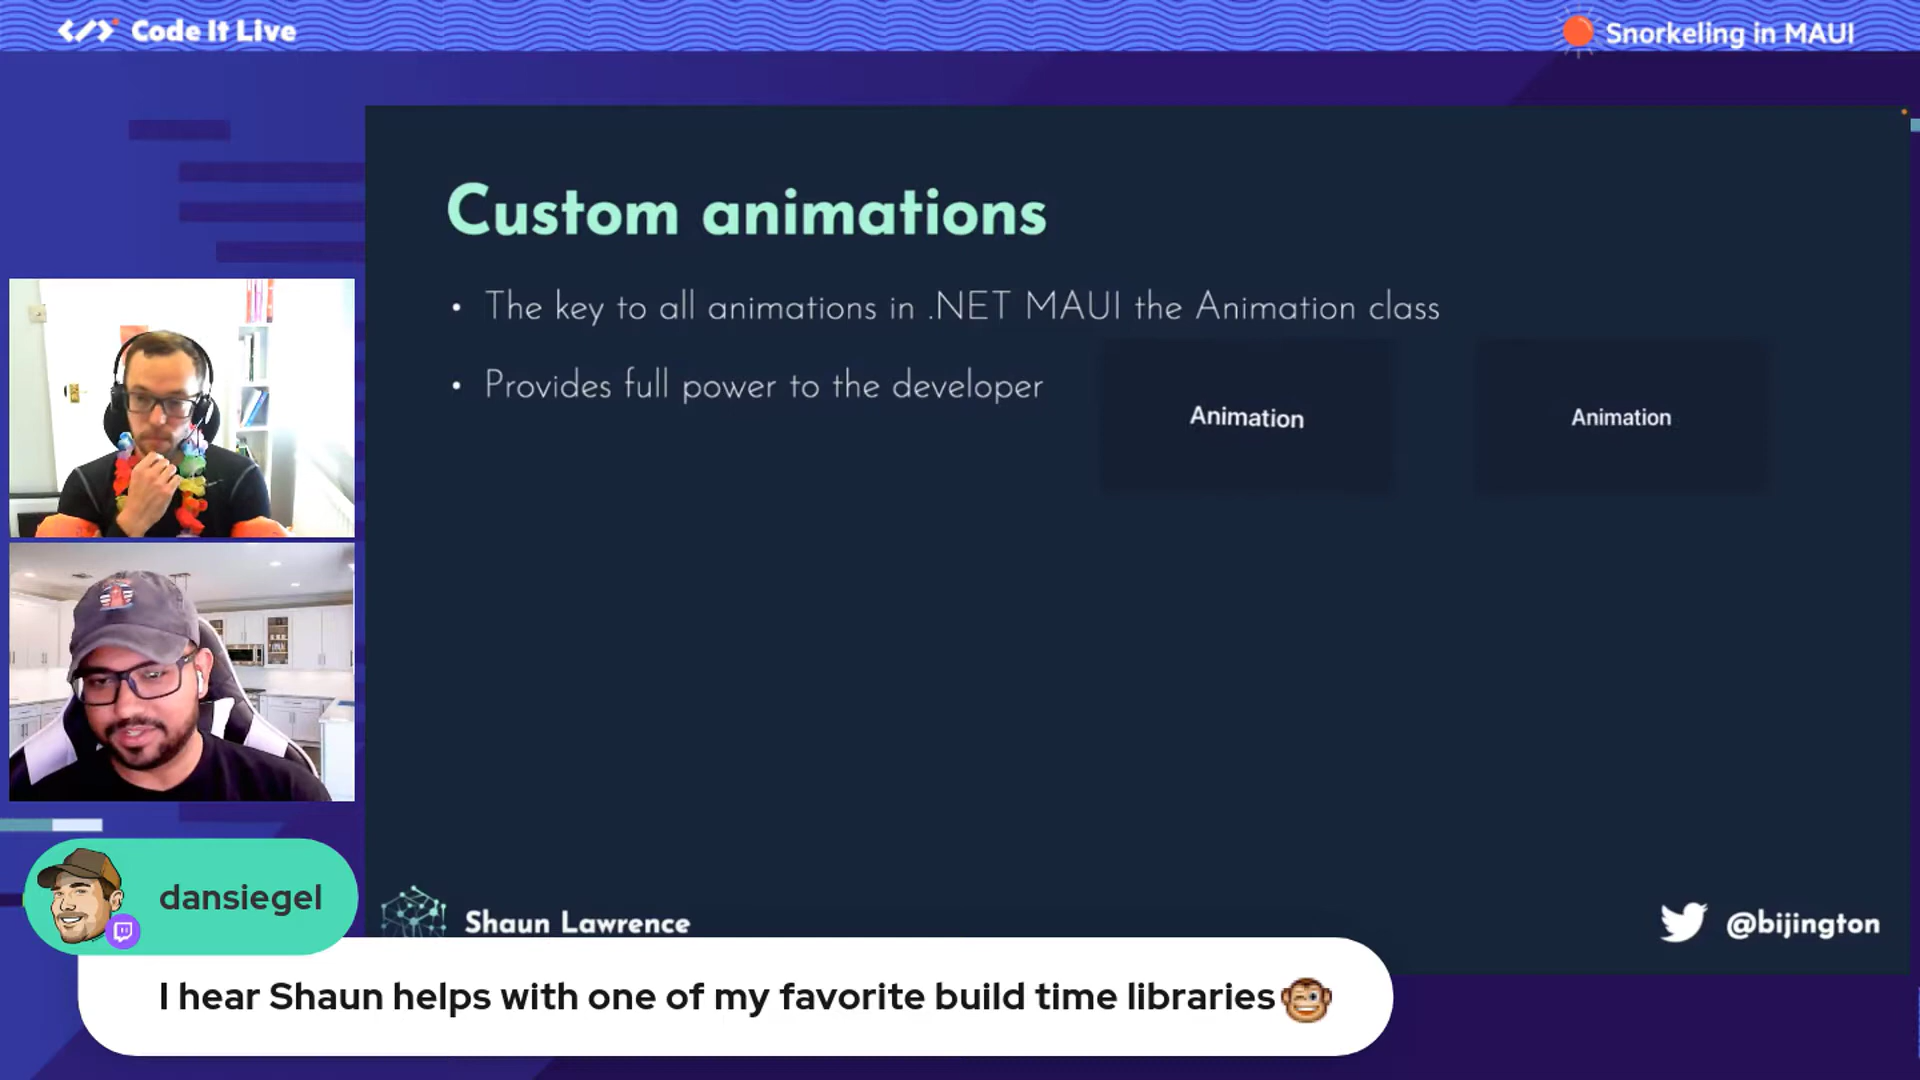 Code It Live
Snorkeling in MAUI
Custom animations
• The key to all animations in .NET MAUI the Animation class
• Provides full power to the developer
Animation
Animation
dansiegel
Shaun Lawrence
@bijington
I hear Shaun helps with one of my favorite build time libraries